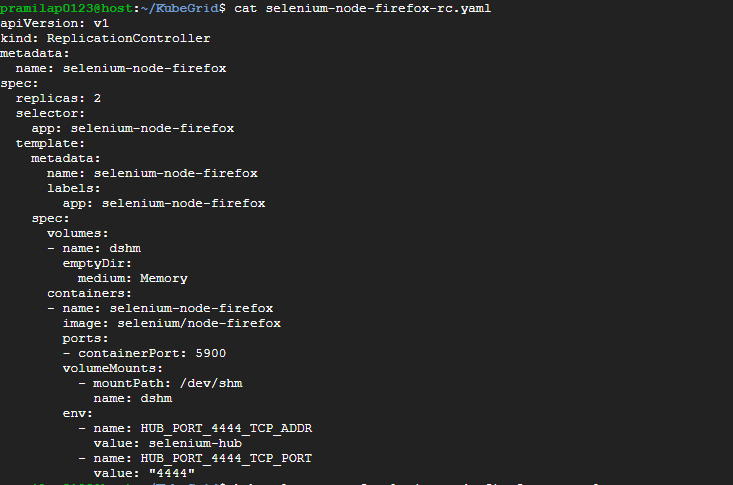 pramilap0123@host:~/KubeGrid$ cat selenium-node-firefox-rc.yaml
apiVersion: v1
kind: ReplicationController
metadata:
  name: selenium-node-firefox
spec:
  replicas: 2
  selector:
    app: selenium-node-firefox
  template:
    metadata:
      name: selenium-node-firefox
      labels:
        app: selenium-node-firefox
    spec:
      volumes:
      - name: dshm
        emptyDir:
          medium: Memory
      containers:
      - name: selenium-node-firefox
        image: selenium/node-firefox
        ports:
        - containerPort: 5900
        volumeMounts:
          - mountPath: /dev/shm
            name: dshm
        env:
          - name: HUB_PORT_4444_TCP_ADDR
            value: selenium-hub
          - name: HUB_PORT_4444_TCP_PORT
            value: "4444"